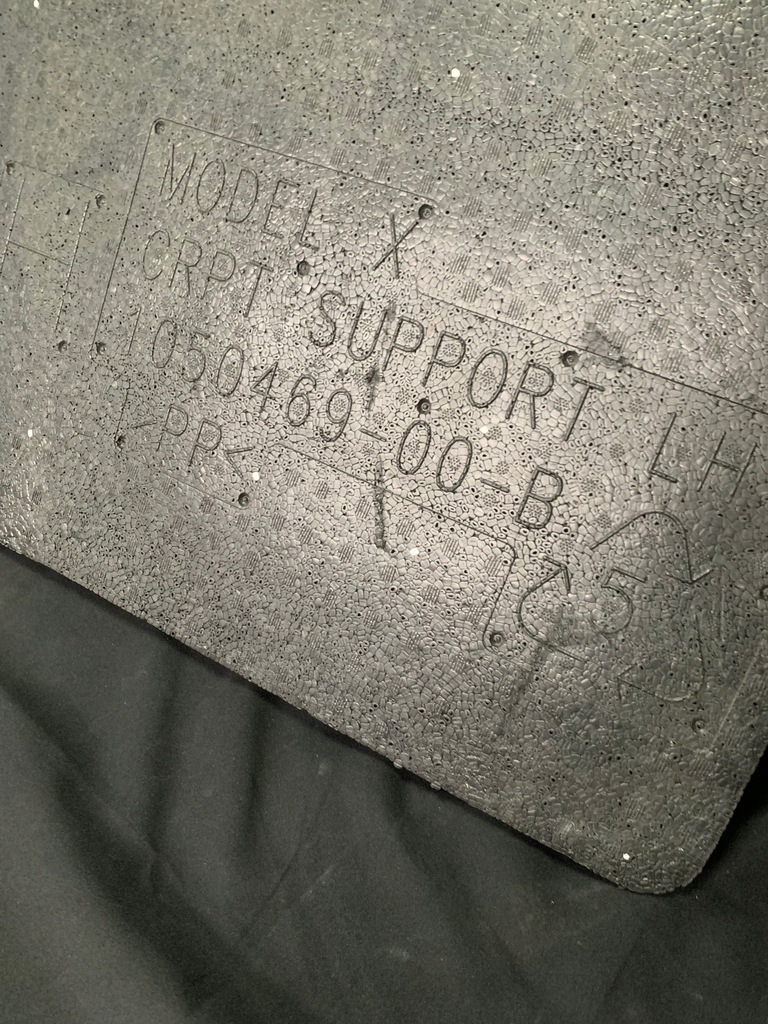 MODEL X
CRPT SUPPORT LH
1050469-00-B
>PP<
5
H